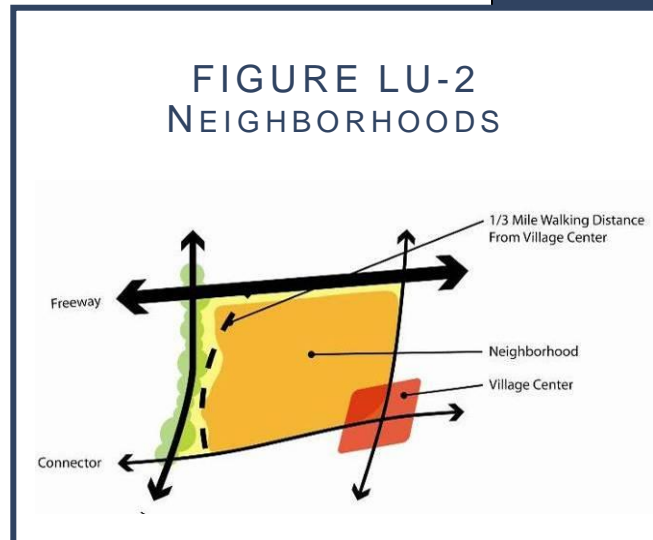 FIGURE LU-2
NEIGHBORHOODS
1/3 Mile Walking Distance
From Village Center
Freeway
Neighborhood
Village Center
Connector